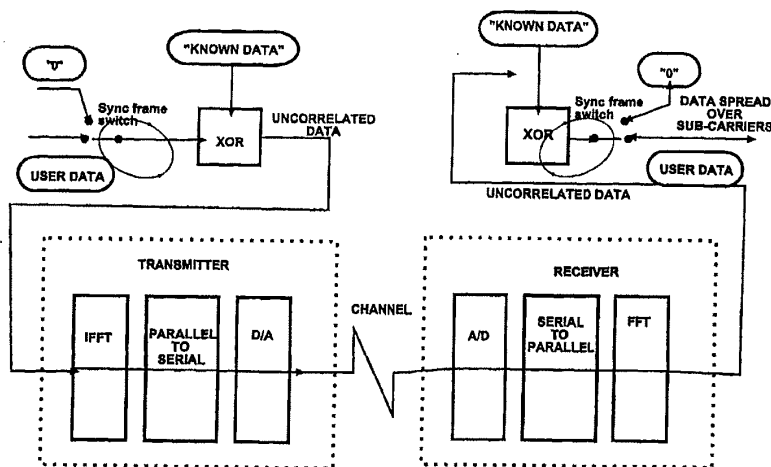 "0"
"KNOWN DATA"
Sync frame
switch
XOR
UNCORRELATED
DATA
USER DATA
"KNOWN DATA"
"0"
Sync frame
switch
DATA SPREAD
OVER
SUB-CARRIERS
XOR
USER DATA
UNCORRELATED DATA
TRANSMITTER
IFFT
PARALLEL
TO
SERIAL
D/A
CHANNEL
RECEIVER
A/D
SERIAL
TO
PARALLEL
FFT